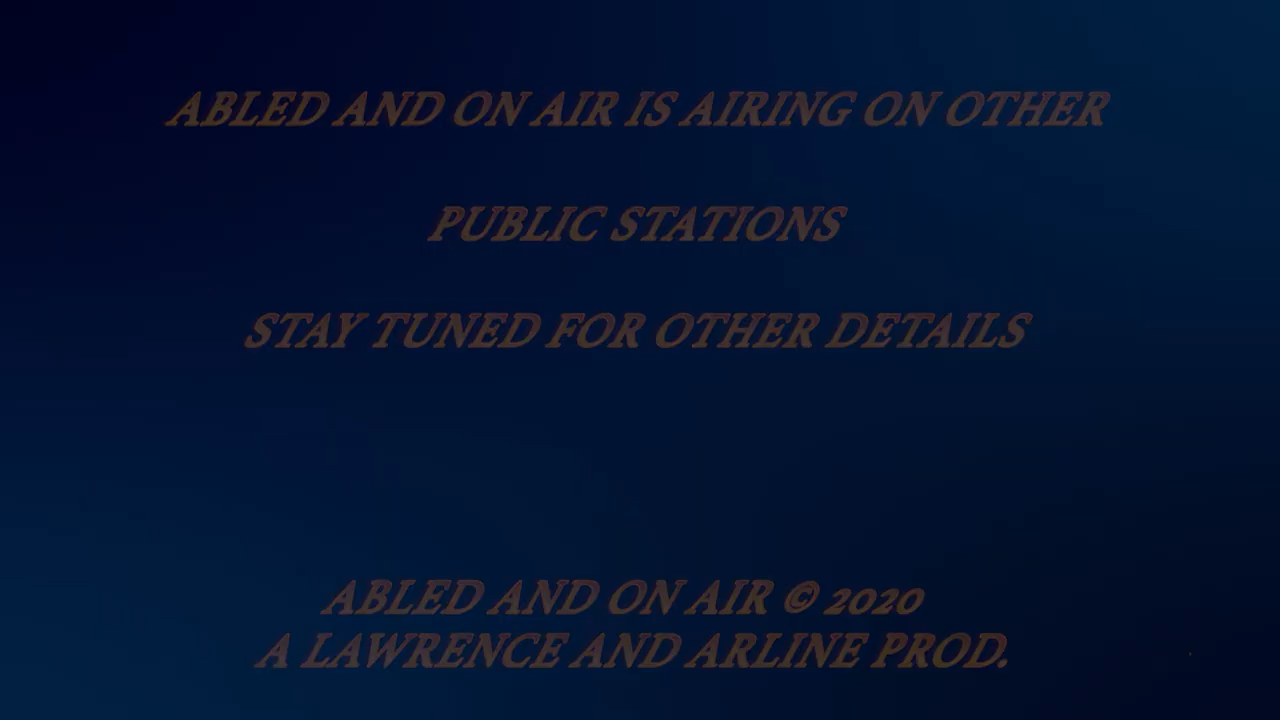 ABLED AND ON AIR IS AIRING ON OTHER
PUBLIC STATIONS
STAY TUNED FOR OTHER DETAILS
ABLED AND ON AIR © 2020
A LAWRENCE AND ARLINE PROD.